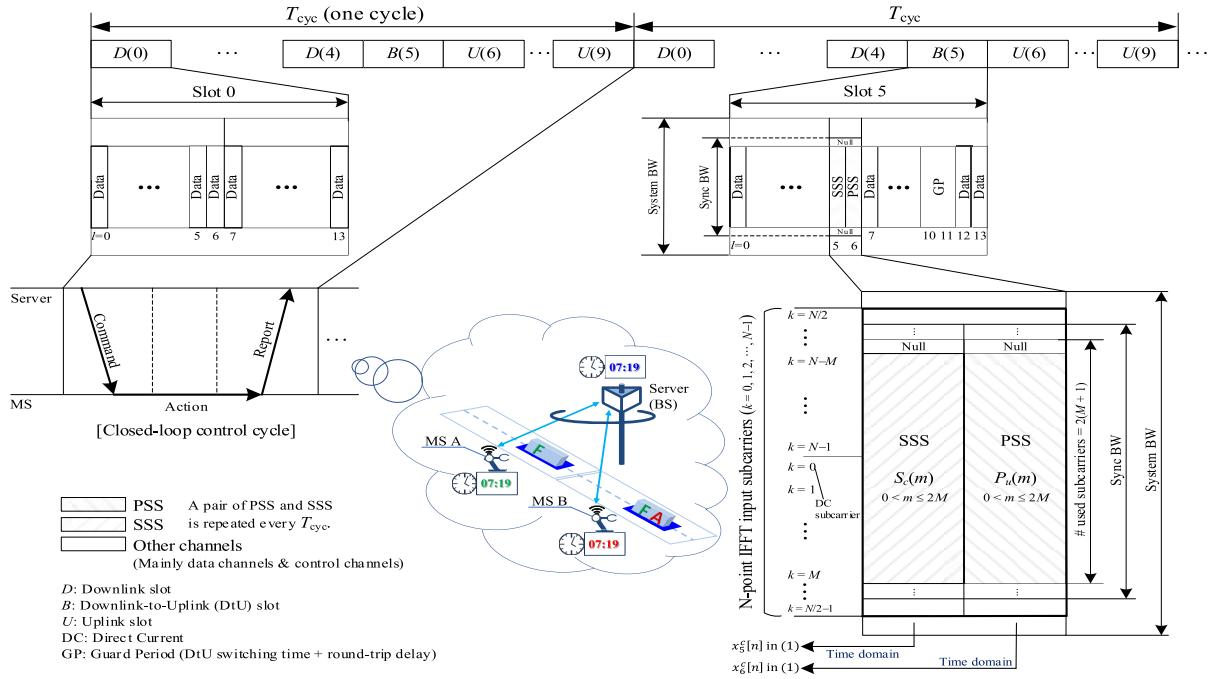 T_cyc (one cycle)
T_cyc
D(0) ··· D(4) B(5) U(6) ··· U(9) D(0) ··· D(4) B(5) U(6) ··· U(9) ···
Slot 0
Data ••• Data Data Data ••• Data
l=0 5 6 7 13
Slot 5
System BW
Sync BW
Null
Data ••• SSS PSS Data ••• GP Data Data
Null
l=0 5 6 7 10 11 12 13
Server
MS
Command
Action
Report
···
[Closed-loop control cycle]
07:19
Server
(BS)
MS A
F
07:19
MS B
F A
07:19
PSS
SSS
A pair of PSS and SSS
is repeated every T_cyc.
Other channels
(Mainly data channels & control channels)
D: Downlink slot
B: Downlink-to-Uplink (DtU) slot
U: Uplink slot
DC: Direct Current
GP: Guard Period (DtU switching time + round-trip delay)
N-point IFFT input subcarriers (k = 0, 1, 2, ···, N−1)
k = N/2
k = N−M
k = N−1
k = 0
k = 1
DC
subcarrier
k = M
k = N/2−1
Null Null
SSS PSS
S_c(m) P_u(m)
0 < m ≤ 2M 0 < m ≤ 2M
# used subcarriers = 2(M + 1)
Sync BW
System BW
x_5^c[n] in (1)
Time domain
x_6^c[n] in (1)
Time domain